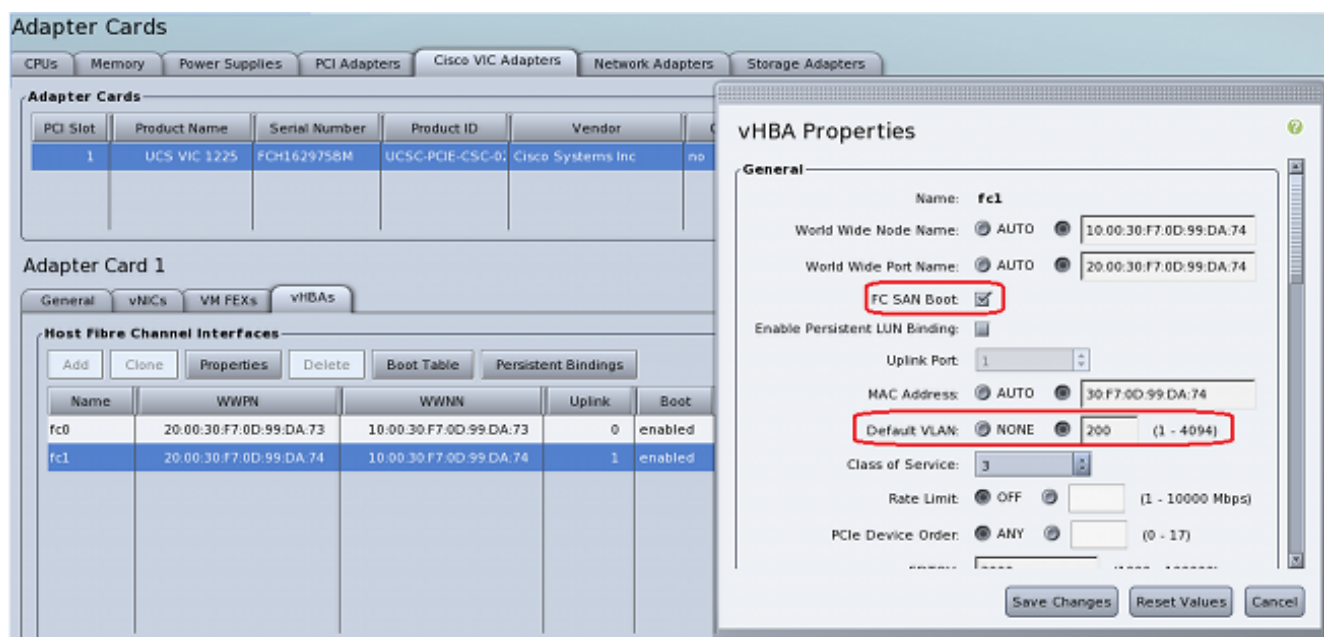 Adapter Cards
CPUs Memory Power Supplies PCI Adapters Cisco VIC Adapters Network Adapters Storage Adapters
Adapter Cards
PCI Slot Product Name Serial Number Product ID Vendor
1 UCS VIC 1225 FCH162975BM UCSC-PCIE-CSC-0 Cisco Systems Inc no
Adapter Card 1
General vNICs VM FEXs vHBAs
Host Fibre Channel Interfaces
Add Clone Properties Delete Boot Table Persistent Bindings
Name WWPN WWNN Uplink Boot
fc0 20:00:30:F7:0D:99:DA:73 10:00:30:F7:0D:99:DA:73 0 enabled
fc1 20:00:30:F7:0D:99:DA:74 10:00:30:F7:0D:99:DA:74 1 enabled
vHBA Properties
General
Name: fc1
World Wide Node Name: AUTO 10:00:30:F7:0D:99:DA:74
World Wide Port Name: AUTO 20:00:30:F7:0D:99:DA:74
FC SAN Boot:
Enable Persistent LUN Binding:
Uplink Port: 1
MAC Address: AUTO 30:F7:0D:99:DA:74
Default VLAN: NONE 200 (1 - 4094)
Class of Service: 3
Rate Limit: OFF (1 - 10000 Mbps)
PCIe Device Order: ANY (0 - 17)
Save Changes Reset Values Cancel